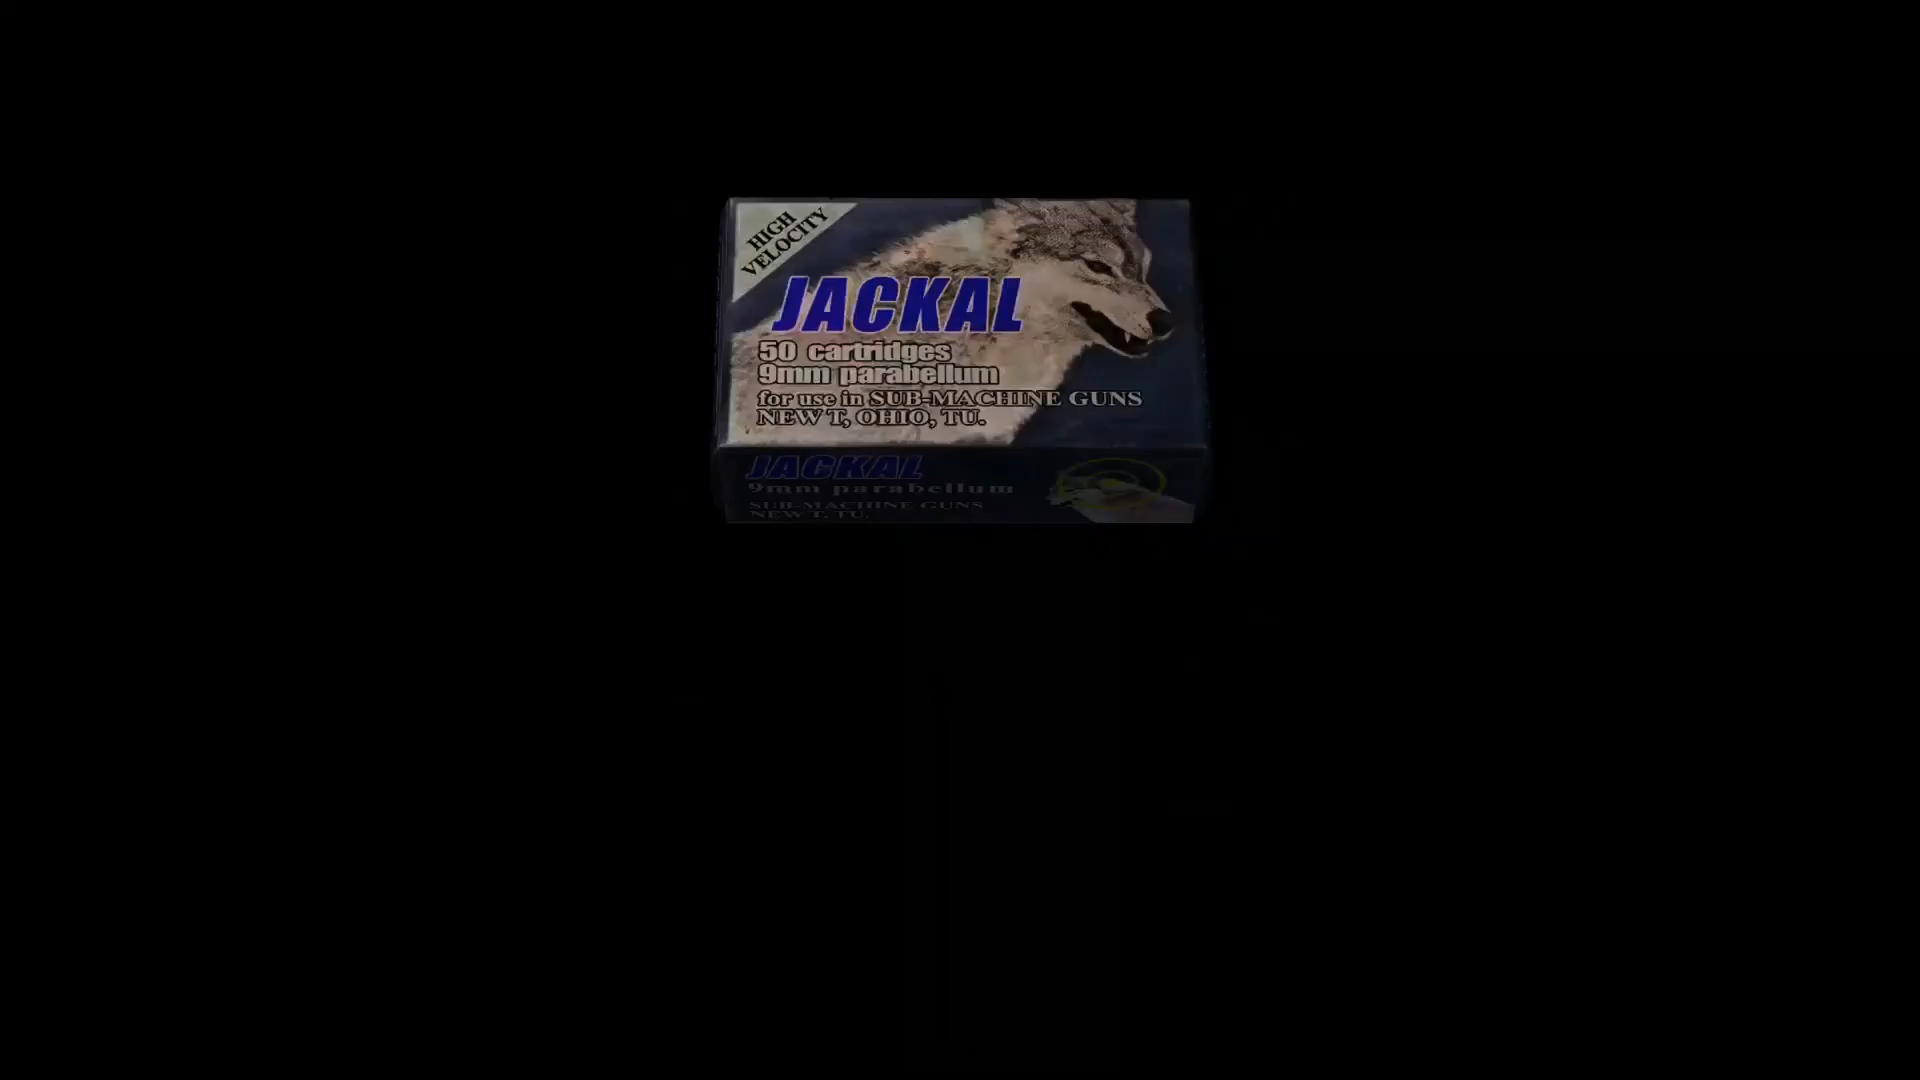 HIGH
VELOCITY
JACKAL
50 cartridges
9mm parabellum
for use in SUB-MACHINE GUNS
NEW T, OHIO, TU.
JACKAL
9mm parabellum
SUB-MACHINE GUNS
NEW T, TU.